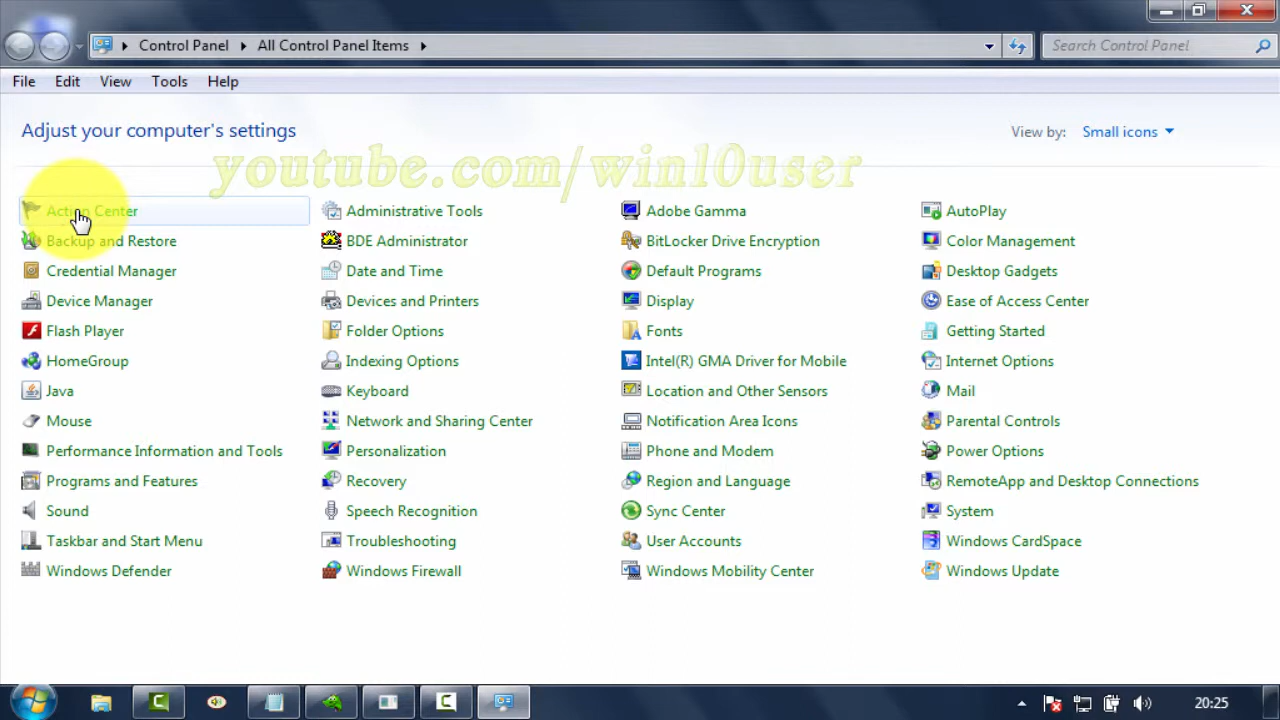 Control Panel All Control Panel Items Search Control Panel
File Edit View Tools Help
Adjust your computer's settings
View by: Small icons
youtube.com/win10user
Action Center Administrative Tools Adobe Gamma AutoPlay
Backup and Restore BDE Administrator BitLocker Drive Encryption Color Management
Credential Manager Date and Time Default Programs Desktop Gadgets
Device Manager Devices and Printers Display Ease of Access Center
Flash Player Folder Options Fonts Getting Started
HomeGroup Indexing Options Intel(R) GMA Driver for Mobile Internet Options
Java Keyboard Location and Other Sensors Mail
Mouse Network and Sharing Center Notification Area Icons Parental Controls
Performance Information and Tools Personalization Phone and Modem Power Options
Programs and Features Recovery Region and Language RemoteApp and Desktop Connections
Sound Speech Recognition Sync Center System
Taskbar and Start Menu Troubleshooting User Accounts Windows CardSpace
Windows Defender Windows Firewall Windows Mobility Center Windows Update
20:25